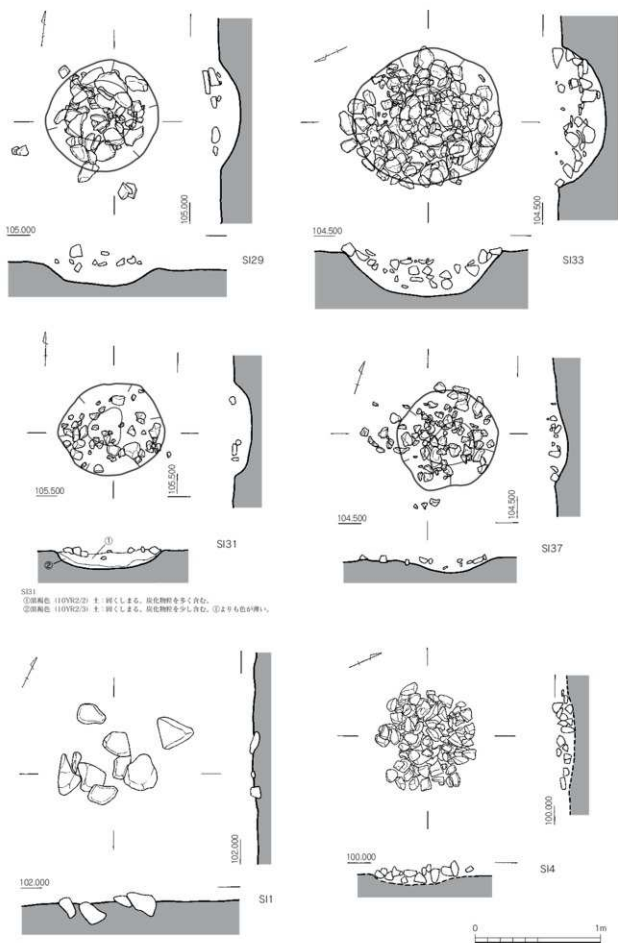 105.000
105.000
SI29
104.500
104.500
SI33
105.500
105.500
SI31
①
②
104.500
104.500
SI37
SI31
①黒褐色（10YR2/2）土：固くしまる。炭化物粒を多く含む。
②黒褐色（10YR2/3）土：固くしまる。炭化物粒を少し含む。①よりも色が薄い。
102.000
102.000
SI1
100.000
100.000
SI4
0 1m